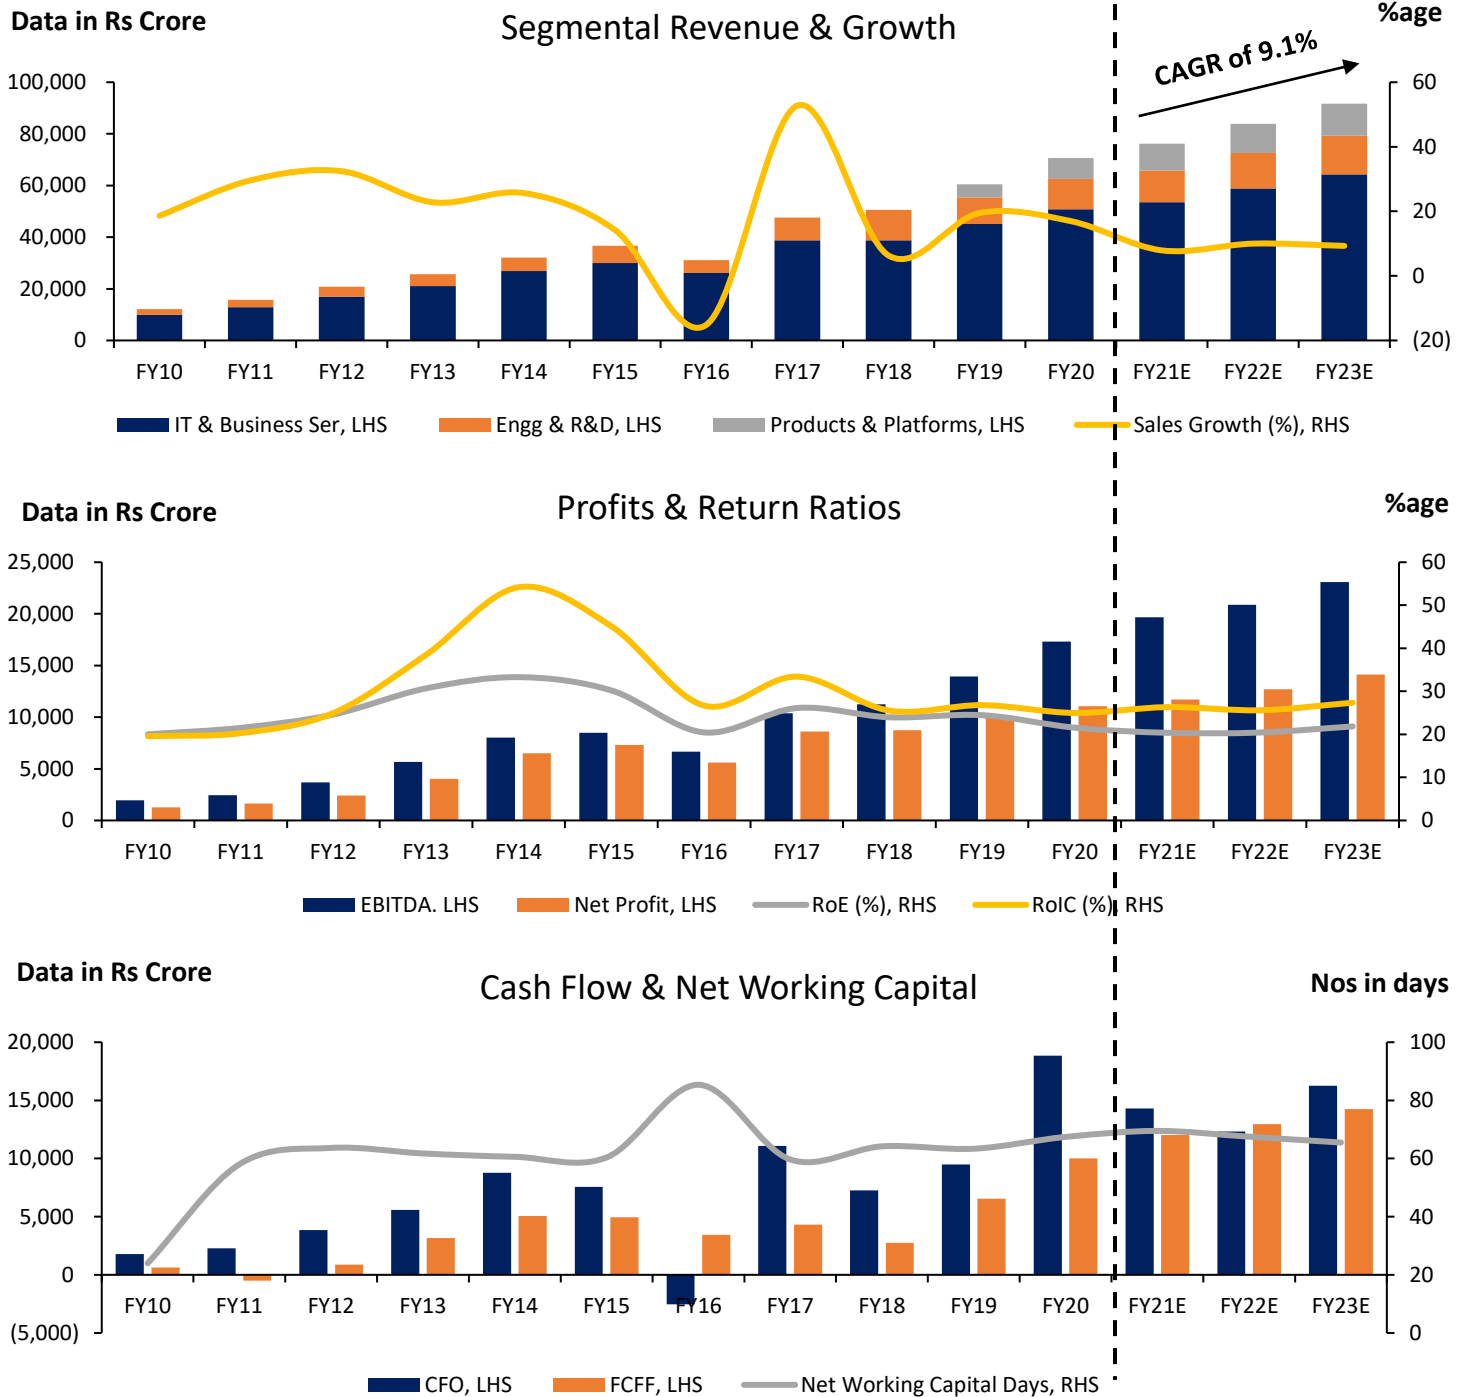 Data in Rs Crore
Segmental Revenue & Growth
%age
CAGR of 9.1%
100,000
80,000
60,000
40,000
20,000
0
60
40
20
0
(20)
FY10 FY11 FY12 FY13 FY14 FY15 FY16 FY17 FY18 FY19 FY20 FY21E FY22E FY23E
IT & Business Ser, LHS Engg & R&D, LHS Products & Platforms, LHS Sales Growth (%), RHS
Data in Rs Crore
Profits & Return Ratios
%age
25,000
20,000
15,000
10,000
5,000
0
60
50
40
30
20
10
0
FY10 FY11 FY12 FY13 FY14 FY15 FY16 FY17 FY18 FY19 FY20 FY21E FY22E FY23E
EBITDA. LHS Net Profit, LHS RoE (%), RHS RoIC (%), RHS
Data in Rs Crore
Cash Flow & Net Working Capital
Nos in days
20,000
15,000
10,000
5,000
0
(5,000)
100
80
60
40
20
0
FY10 FY11 FY12 FY13 FY14 FY15 FY16 FY17 FY18 FY19 FY20 FY21E FY22E FY23E
CFO, LHS FCFF, LHS Net Working Capital Days, RHS